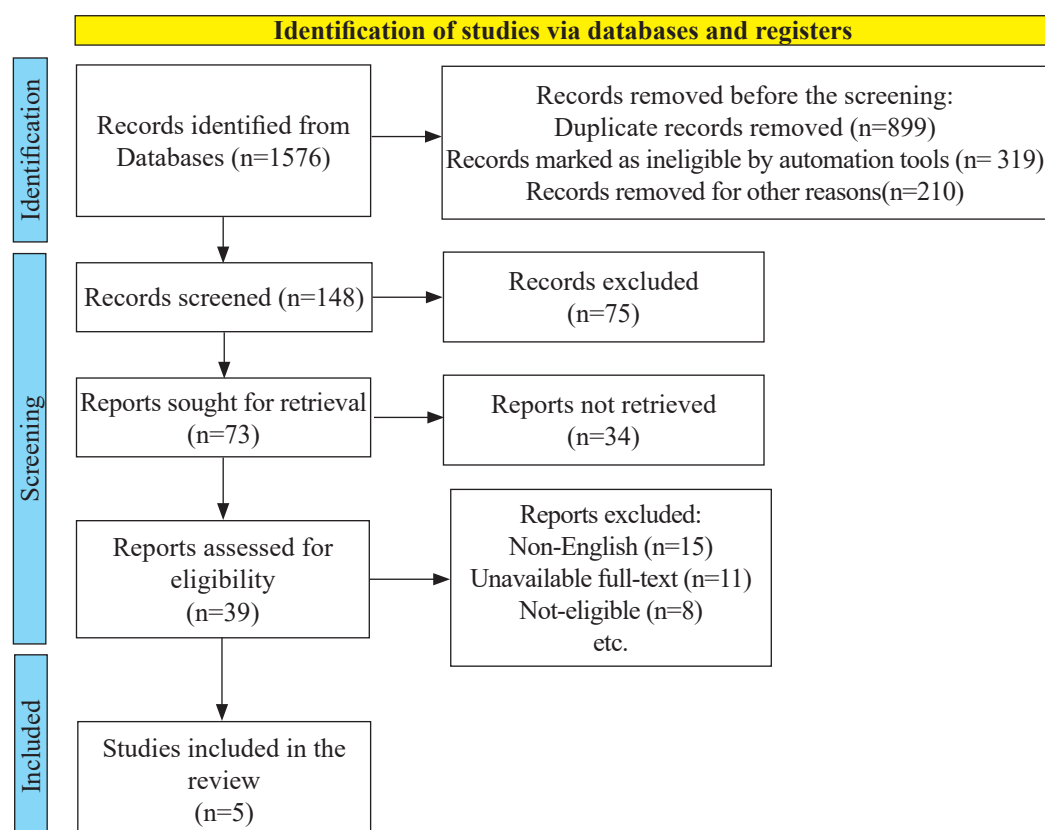 Identification of studies via databases and registers
Identification
Records identified from
Databases (n=1576)
Records removed before the screening:
Duplicate records removed (n=899)
Records marked as ineligible by automation tools (n= 319)
Records removed for other reasons(n=210)
Screening
Records screened (n=148)
Records excluded
(n=75)
Reports sought for retrieval
(n=73)
Reports not retrieved
(n=34)
Reports assessed for
eligibility
(n=39)
Reports excluded:
Non-English (n=15)
Unavailable full-text (n=11)
Not-eligible (n=8)
etc.
Included
Studies included in the
review
(n=5)